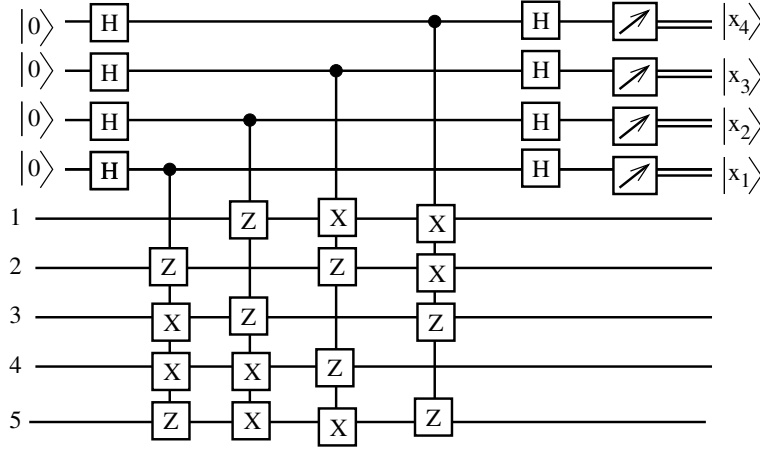 |0⟩ H H |x₄⟩
|0⟩ H H |x₃⟩
|0⟩ H H |x₂⟩
|0⟩ H H |x₁⟩
1 Z X X
2 Z Z X
3 X Z Z
4 X X Z
5 Z X X Z